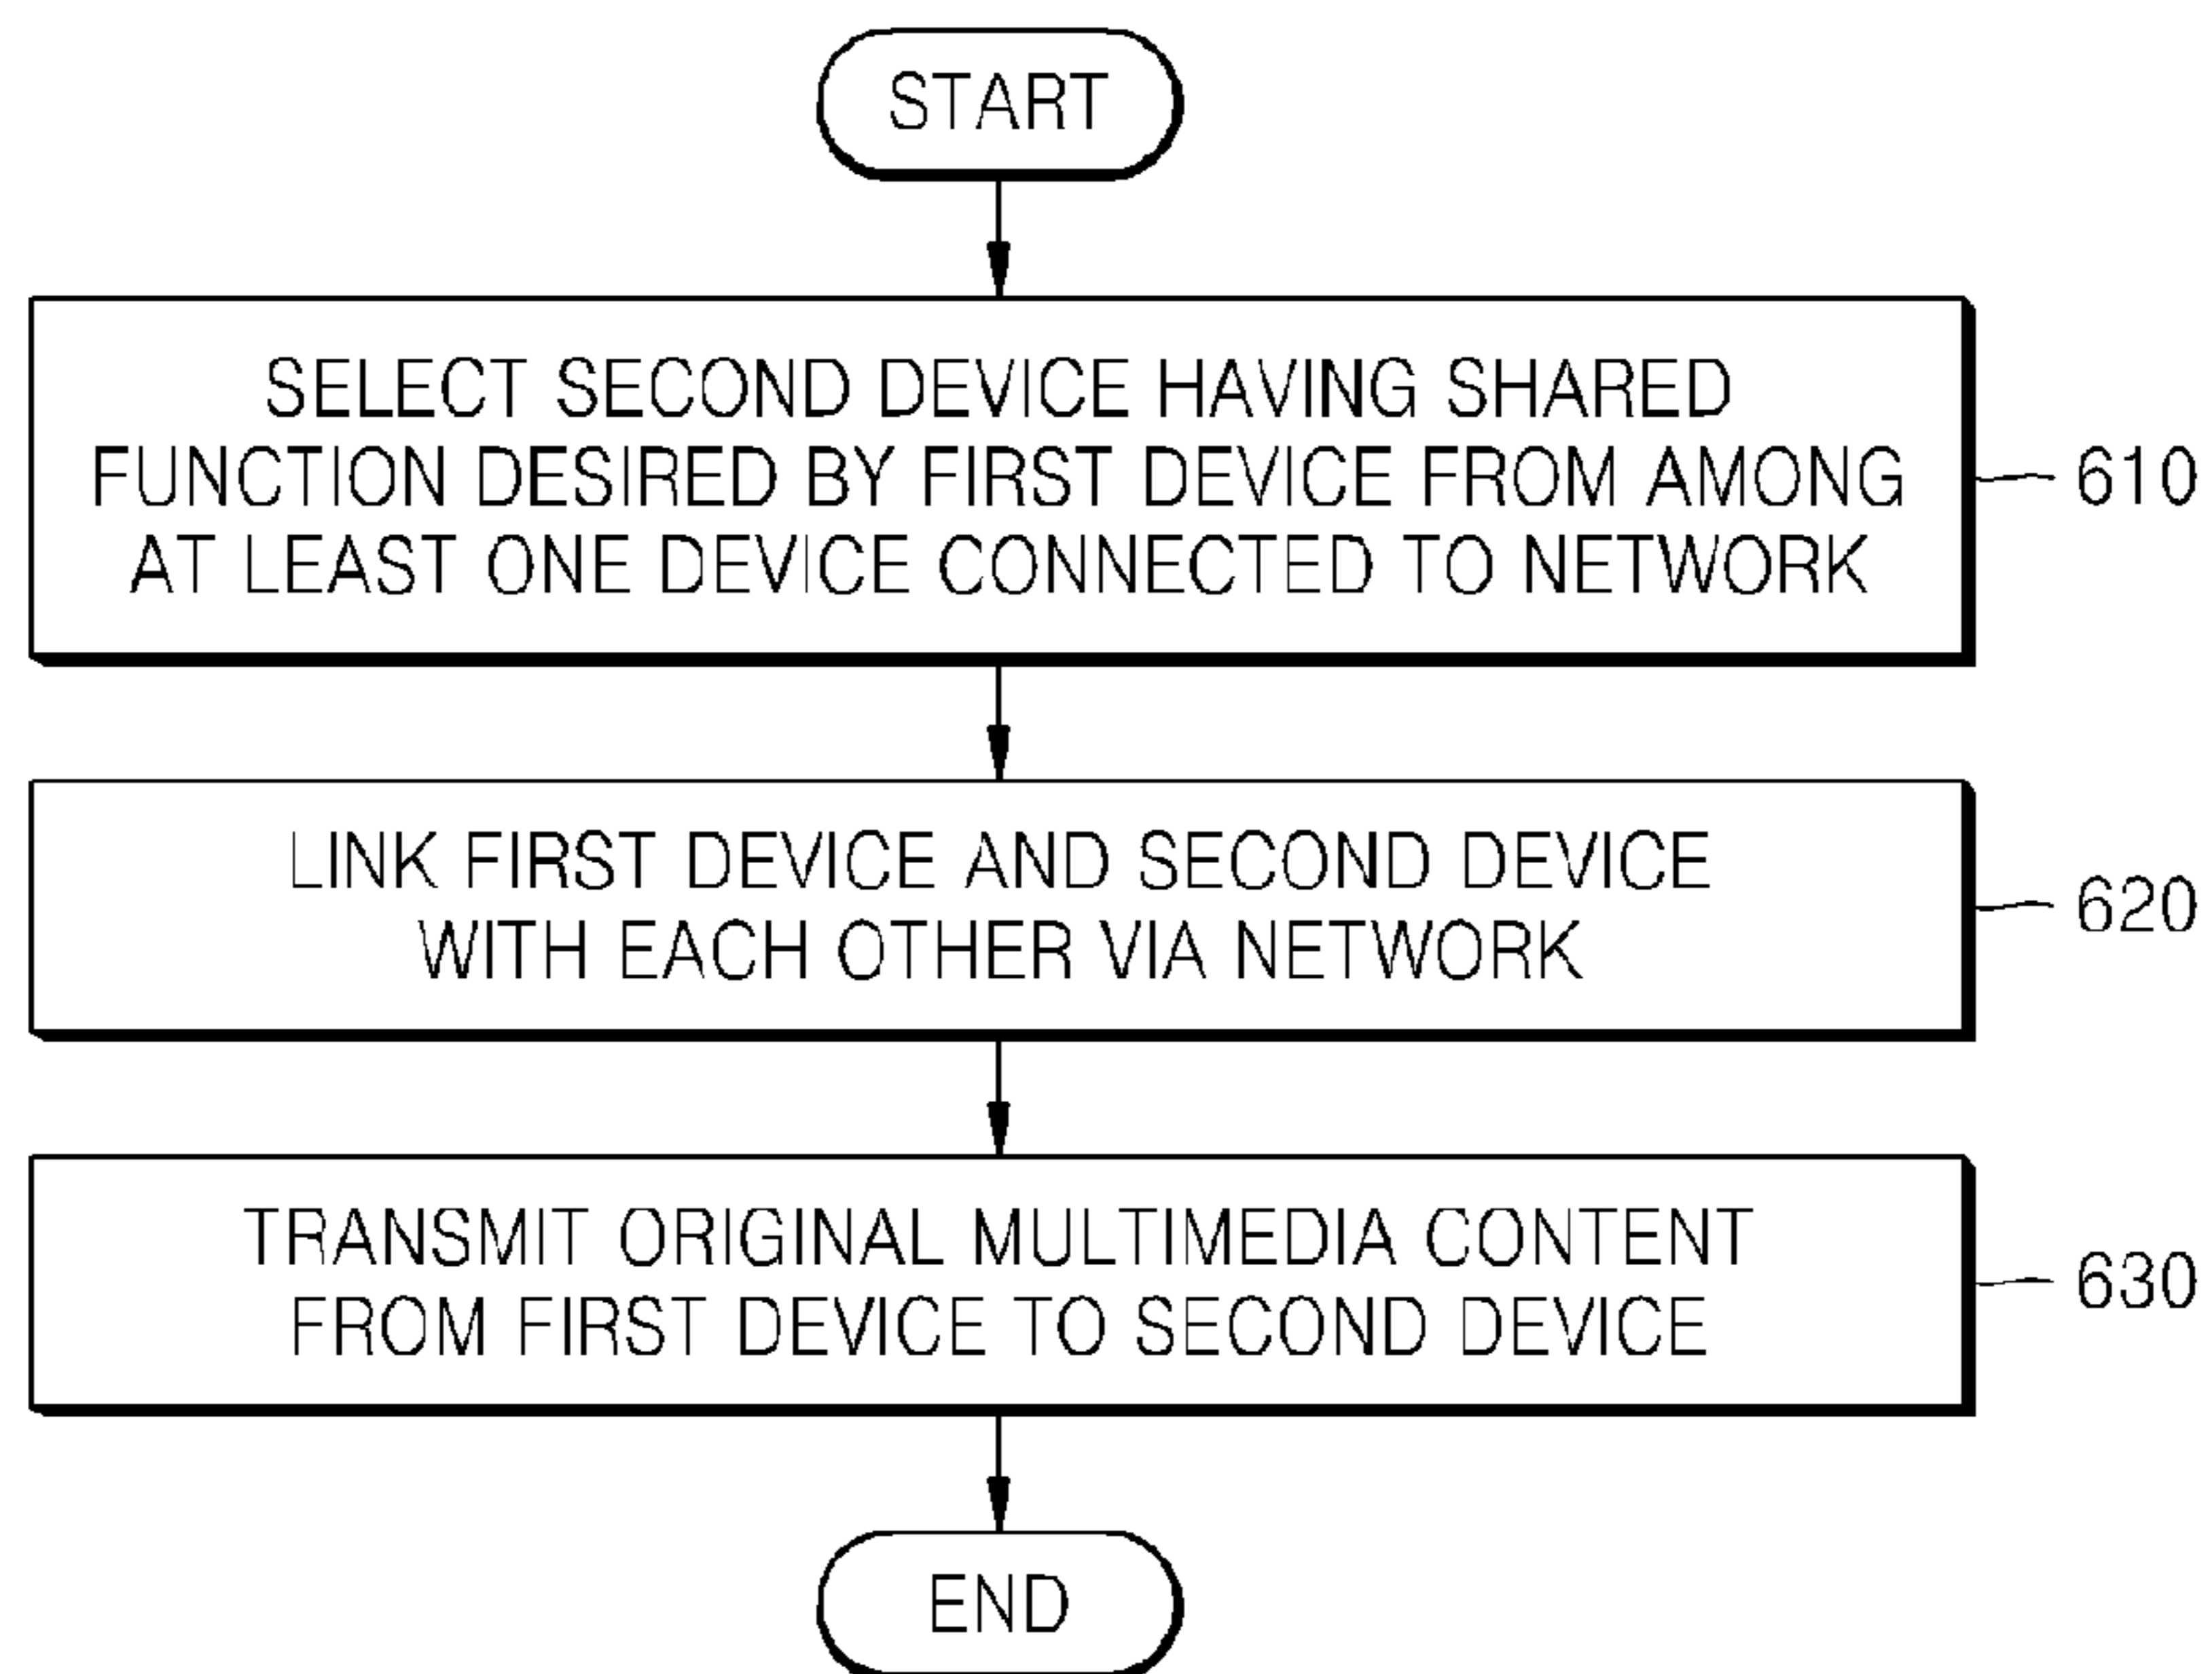 START
SELECT SECOND DEVICE HAVING SHARED
FUNCTION DESIRED BY FIRST DEVICE FROM AMONG
AT LEAST ONE DEVICE CONNECTED TO NETWORK
610
LINK FIRST DEVICE AND SECOND DEVICE
WITH EACH OTHER VIA NETWORK
620
TRANSMIT ORIGINAL MULTIMEDIA CONTENT
FROM FIRST DEVICE TO SECOND DEVICE
630
END